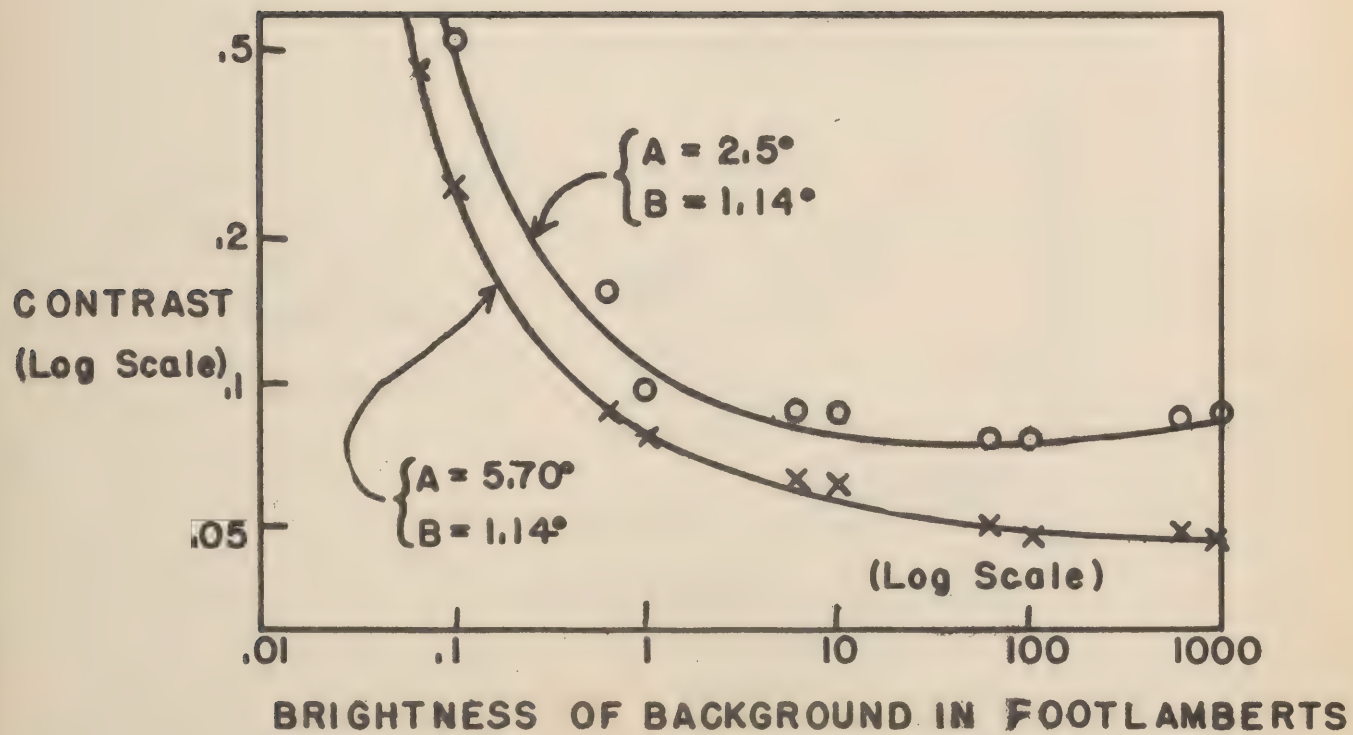 .5
.2
CONTRAST
(Log Scale)
.1
.05
{A = 2.5°
B = 1.14°
{A = 5.70°
B = 1.14°
(Log Scale)
.01 .1 1 10 100 1000
BRIGHTNESS OF BACKGROUND IN FOOTLAMBERTS